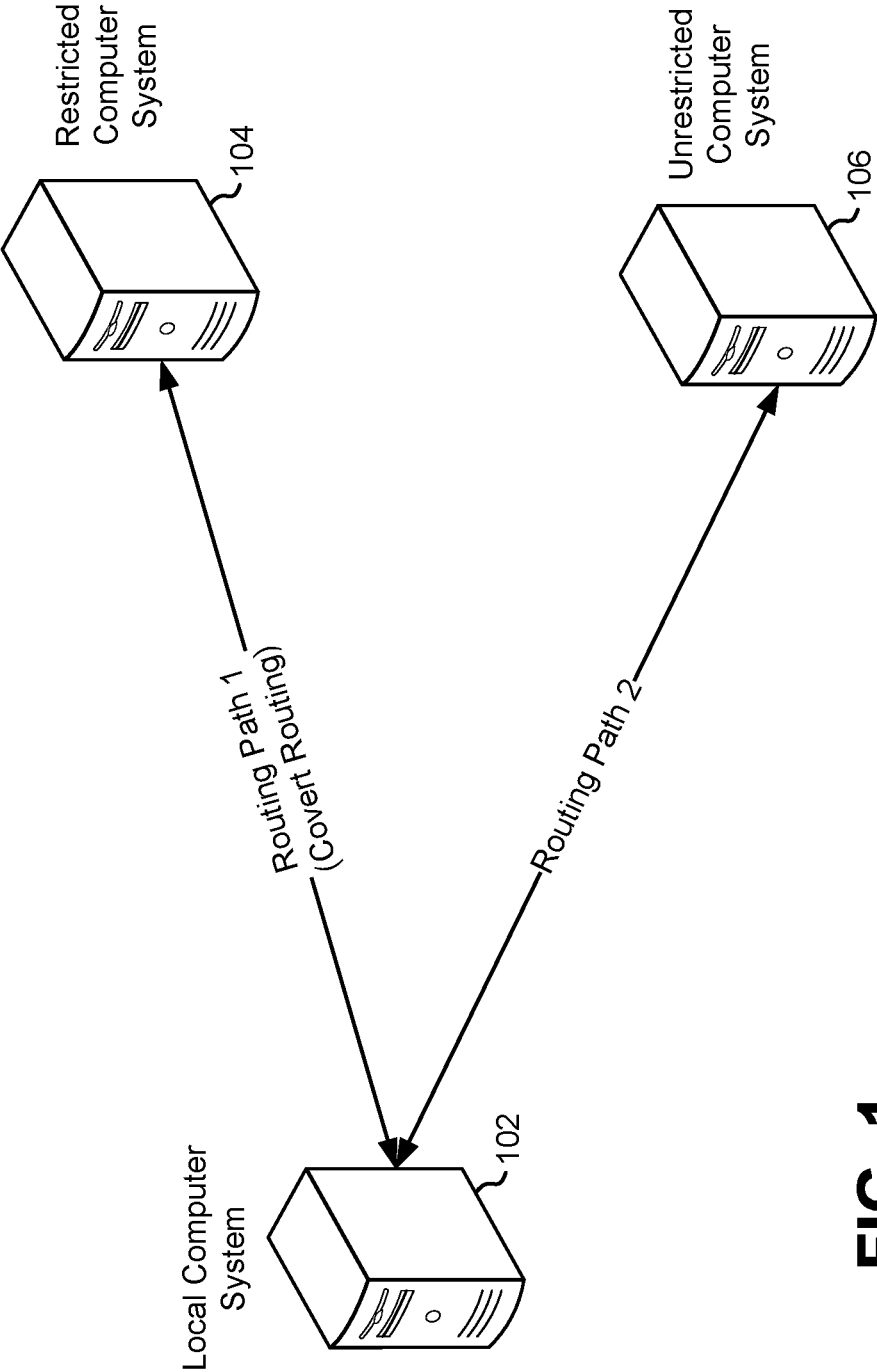 Restricted
Computer
System
104
Unrestricted
Computer
System
106
Routing Path 1
(Covert Routing)
Routing Path 2
Local Computer
System
102
FIG. 1